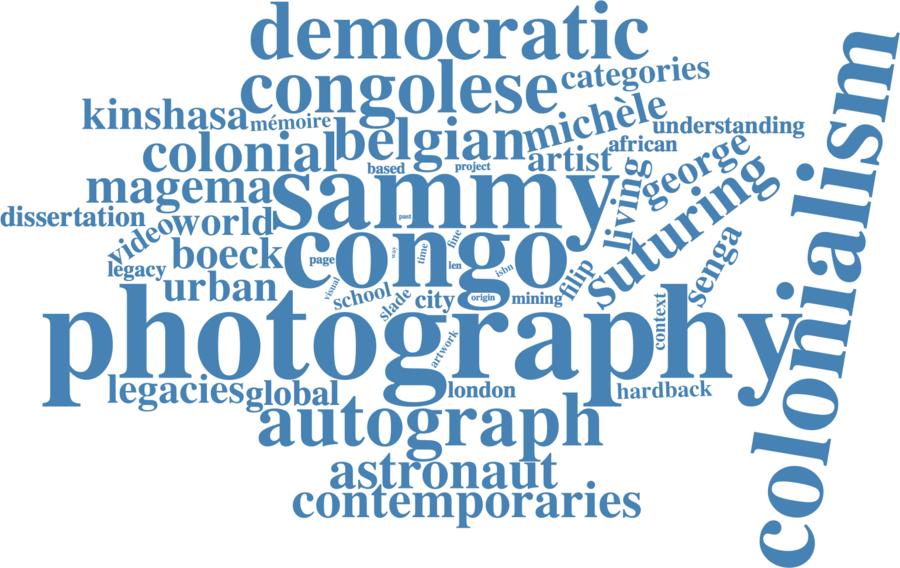 democratic
congolese
categories
kinshasa
mémoire
belgian
michèle
understanding
colonial
based
project
artist
african
magema
sammy
living
george
dissertation
video
world
past
suturing
colonialism
legacy
boeck
page
congo
way
time
fine
len
isbn
filip
senga
urban
visual
school
slade
city
origin
mining
context
photography
artwork
legacies
global
london
hardback
autograph
astronaut
contemporaries